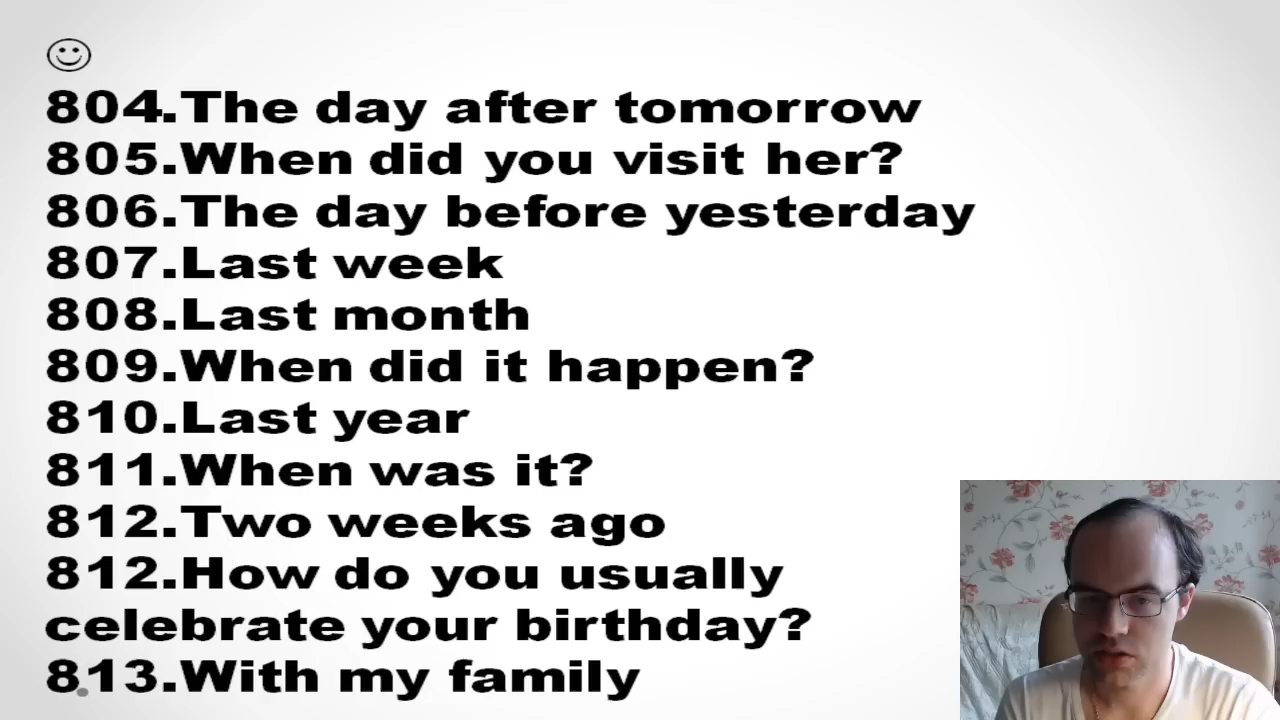 804.The day after tomorrow
805.When did you visit her?
806.The day before yesterday
807.Last week
808.Last month
809.When did it happen?
810.Last year
811.When was it?
812.Two weeks ago
812.How do you usually
celebrate your birthday?
813.With my family